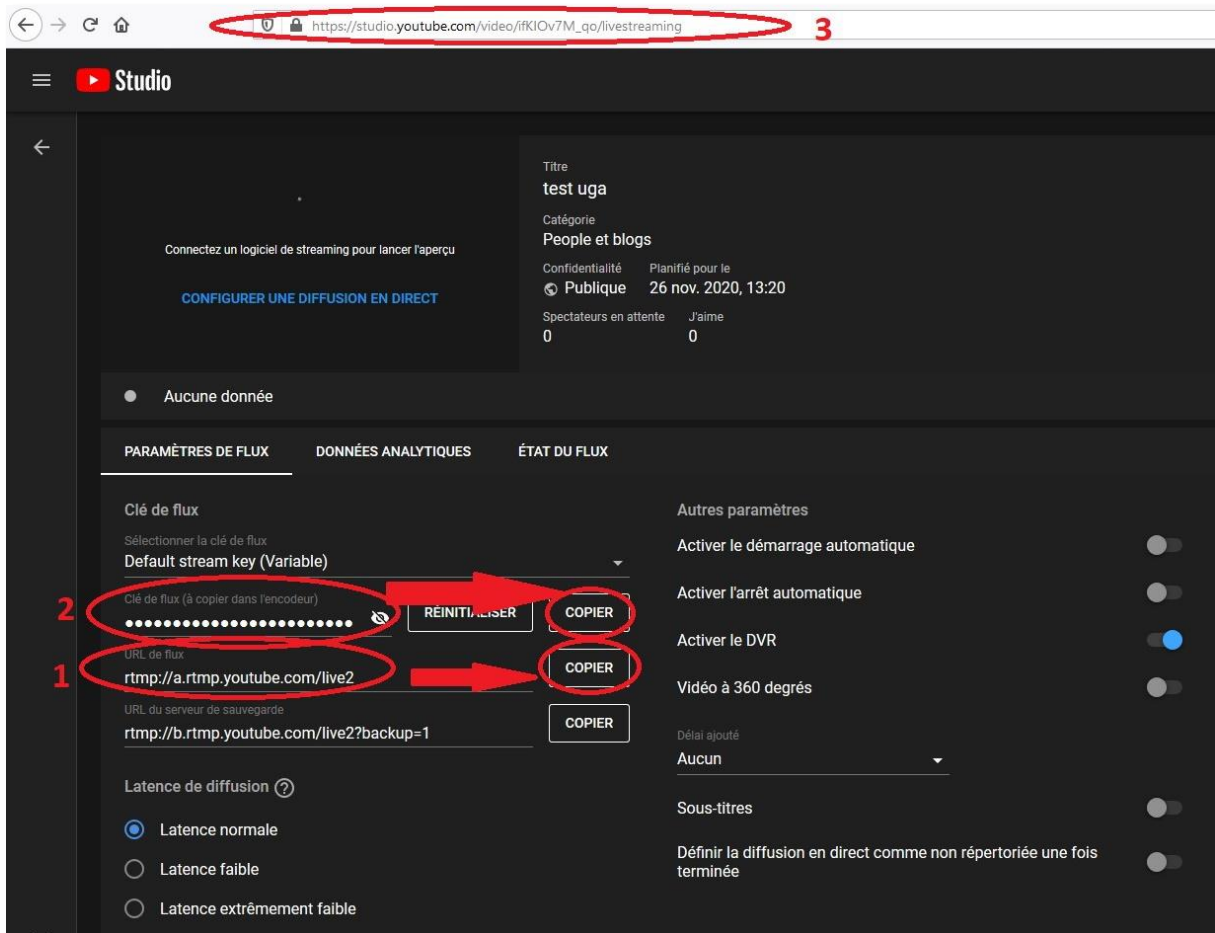 https://studio.youtube.com/video/ifKIOv7M_qo/livestreaming
3
Studio
Titre
test uga
Catégorie
People et blogs
Confidentialité Planifié pour le
Publique 26 nov. 2020, 13:20
Spectateurs en attente J'aime
0 0
Connectez un logiciel de streaming pour lancer l'aperçu
CONFIGURER UNE DIFFUSION EN DIRECT
Aucune donnée
PARAMÈTRES DE FLUX DONNÉES ANALYTIQUES ÉTAT DU FLUX
Clé de flux
Sélectionner la clé de flux
Default stream key (Variable)
2
Clé de flux (à copier dans l'encodeur)
RÉINITIALISER COPIER
1
URL de flux
rtmp://a.rtmp.youtube.com/live2
COPIER
URL du serveur de sauvegarde
rtmp://b.rtmp.youtube.com/live2?backup=1
COPIER
Latence de diffusion ?
Latence normale
Latence faible
Latence extrêmement faible
Autres paramètres
Activer le démarrage automatique
Activer l'arrêt automatique
Activer le DVR
Vidéo à 360 degrés
Délai ajouté
Aucun
Sous-titres
Définir la diffusion en direct comme non répertoriée une fois
terminée